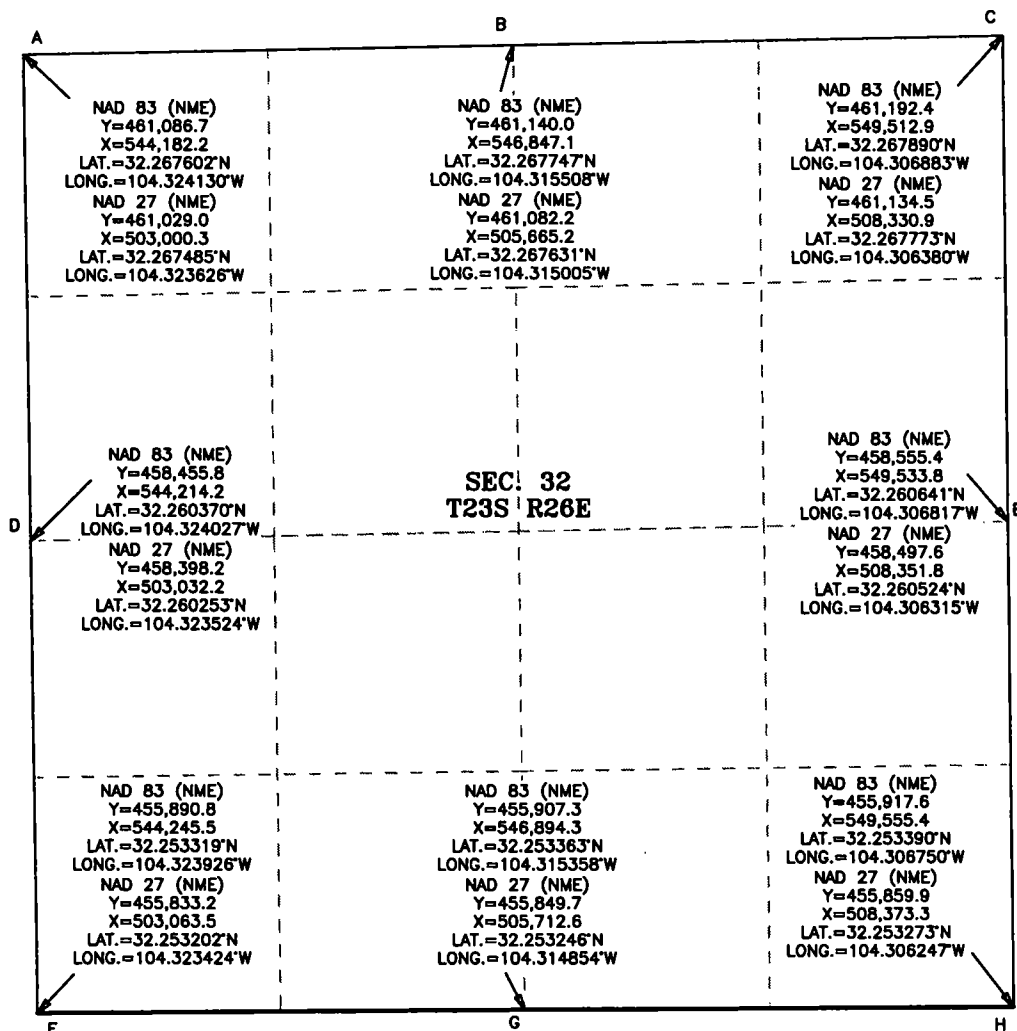 A
B
C
NAD 83 (NME)
Y=461,086.7
X=544,182.2
LAT.=32.267602°N
LONG.=104.324130°W
NAD 27 (NME)
Y=461,029.0
X=503,000.3
LAT.=32.267485°N
LONG.=104.323626°W
NAD 83 (NME)
Y=461,140.0
X=546,847.1
LAT.=32.267747°N
LONG.=104.315508°W
NAD 27 (NME)
Y=461,082.2
X=505,665.2
LAT.=32.267631°N
LONG.=104.315005°W
NAD 83 (NME)
Y=461,192.4
X=549,512.9
LAT.=32.267890°N
LONG.=104.306883°W
NAD 27 (NME)
Y=461,134.5
X=508,330.9
LAT.=32.267773°N
LONG.=104.306380°W
D
NAD 83 (NME)
Y=458,455.8
X=544,214.2
LAT.=32.260370°N
LONG.=104.324027°W
NAD 27 (NME)
Y=458,398.2
X=503,032.2
LAT.=32.260253°N
LONG.=104.323524°W
SEC. 32
T23S R26E
NAD 83 (NME)
Y=458,555.4
X=549,533.8
LAT.=32.260641°N
LONG.=104.306817°W
NAD 27 (NME)
Y=458,497.6
X=508,351.8
LAT.=32.260524°N
LONG.=104.306315°W
NAD 83 (NME)
Y=455,890.8
X=544,245.5
LAT.=32.253319°N
LONG.=104.323926°W
NAD 27 (NME)
Y=455,833.2
X=503,063.5
LAT.=32.253202°N
LONG.=104.323424°W
NAD 83 (NME)
Y=455,907.3
X=546,894.3
LAT.=32.253363°N
LONG.=104.315358°W
NAD 27 (NME)
Y=455,849.7
X=505,712.6
LAT.=32.253246°N
LONG.=104.314854°W
NAD 83 (NME)
Y=455,917.6
X=549,555.4
LAT.=32.253390°N
LONG.=104.306750°W
NAD 27 (NME)
Y=455,859.9
X=508,373.3
LAT.=32.253273°N
LONG.=104.306247°W
G
H